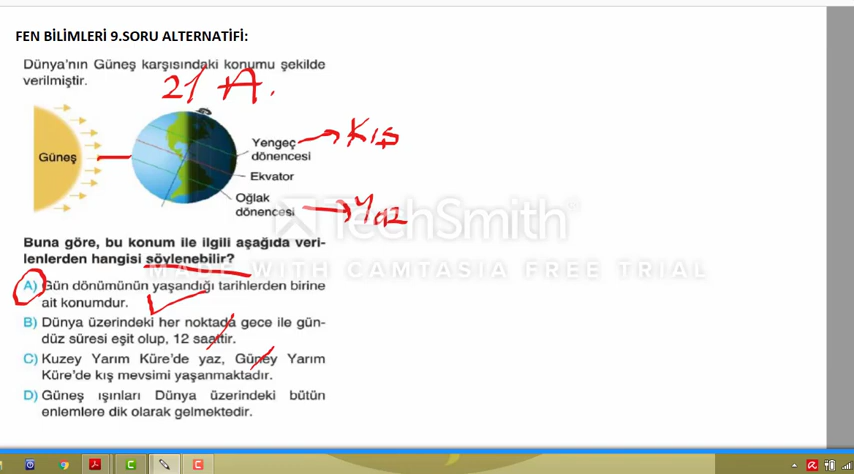 FEN BİLİMLERİ 9.SORU ALTERNATİFİ:
Dünya'nın Güneş karşısındaki konumu şekilde
verilmiştir.
21 A.
Güneş
Yengeç
dönencesi
Kış
Ekvator
Oğlak
dönencesi
Yaz
TechSmith
MADE WITH CAMTASIA FREE TRIAL
Buna göre, bu konum ile ilgili aşağıda veri-
lenlerden hangisi söylenebilir?
A) Gün dönümünün yaşandığı tarihlerden birine
ait konumdur.
B) Dünya üzerindeki her noktada gece ile gün-
düz süresi eşit olup, 12 saattir.
C) Kuzey Yarım Küre'de yaz, Güney Yarım
Küre'de kış mevsimi yaşanmaktadır.
D) Güneş ışınları Dünya üzerindeki bütün
enlemlere dik olarak gelmektedir.